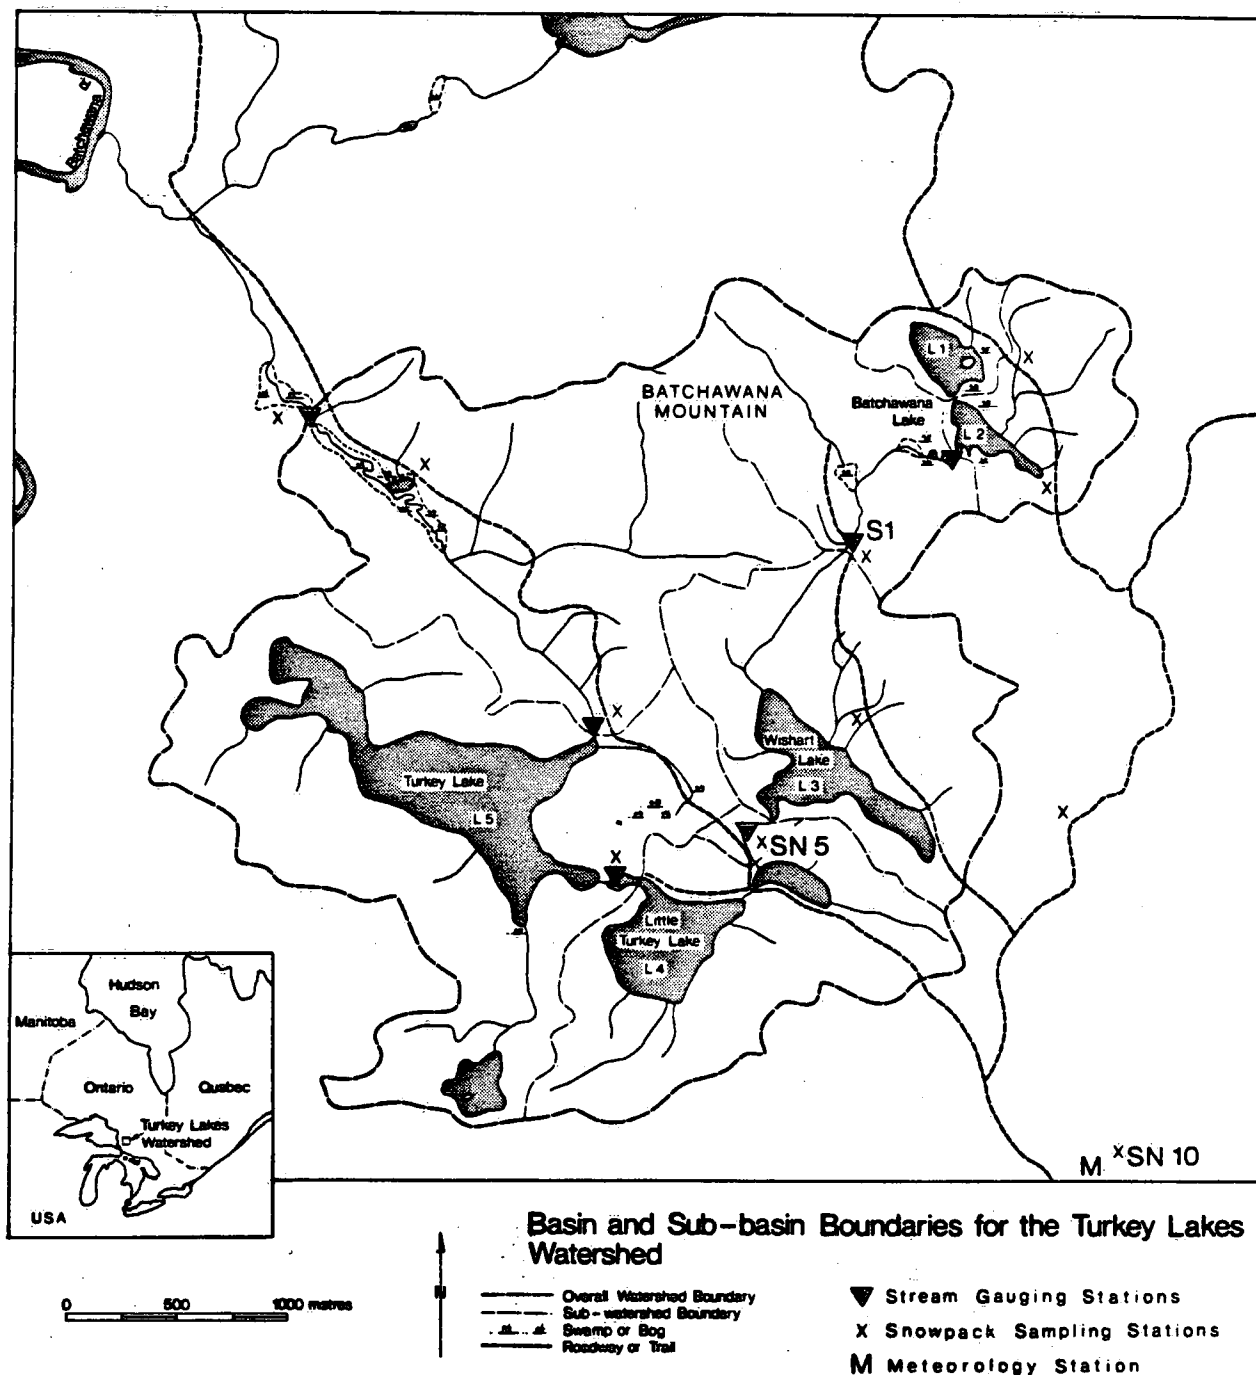 Batchawana
R.
BATCHAWANA
MOUNTAIN
L 1
Batchawana
Lake
L 2
S1
Wishart
Lake
L 3
Turkey Lake
L 5
SN 5
Little
Turkey Lake
L 4
Hudson
Bay
Manitoba
Ontario
Quebec
Turkey Lakes
Watershed
USA
M
SN 10
Basin and Sub-basin Boundaries for the Turkey Lakes
Watershed
0 500 1000 metres
N
Overall Watershed Boundary
Sub-watershed Boundary
Swamp or Bog
Roadway or Trail
Stream Gauging Stations
X Snowpack Sampling Stations
M Meteorology Station